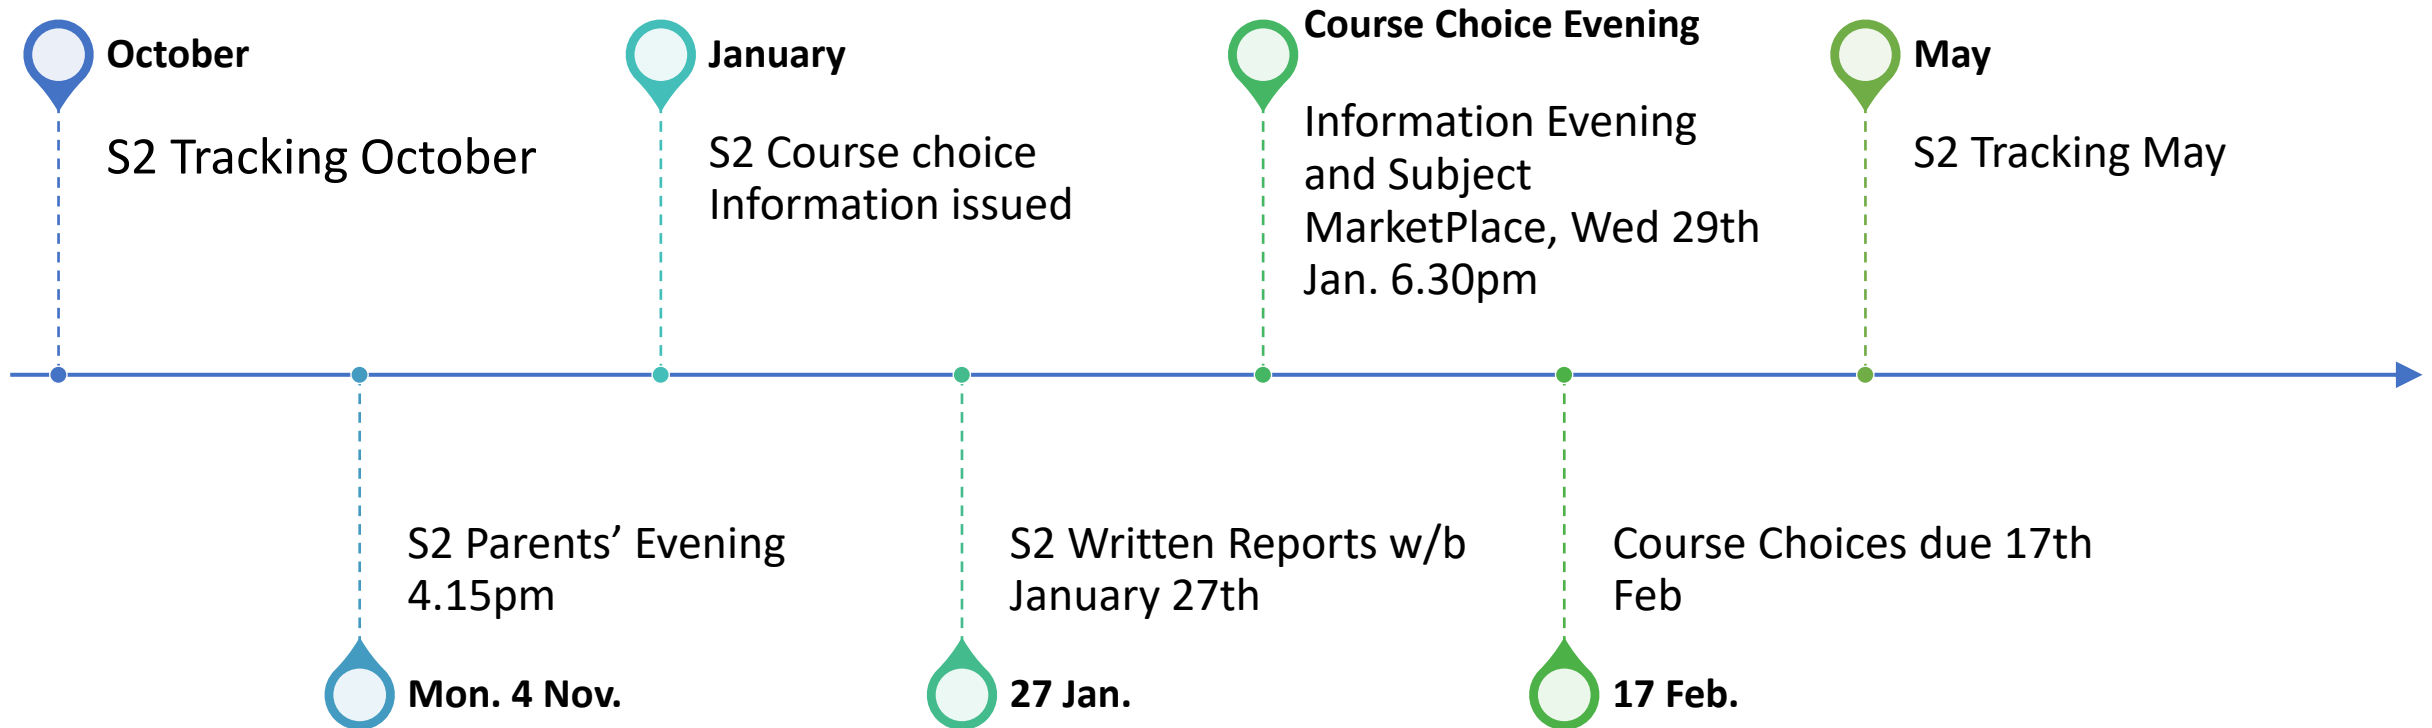 October
S2 Tracking October
S2 Parents’ Evening
4.15pm
Mon. 4 Nov.
January
S2 Course choice
Information issued
S2 Written Reports w/b
January 27th
27 Jan.
Course Choice Evening
Information Evening
and Subject
MarketPlace, Wed 29th
Jan. 6.30pm
Course Choices due 17th
Feb
17 Feb.
May
S2 Tracking May